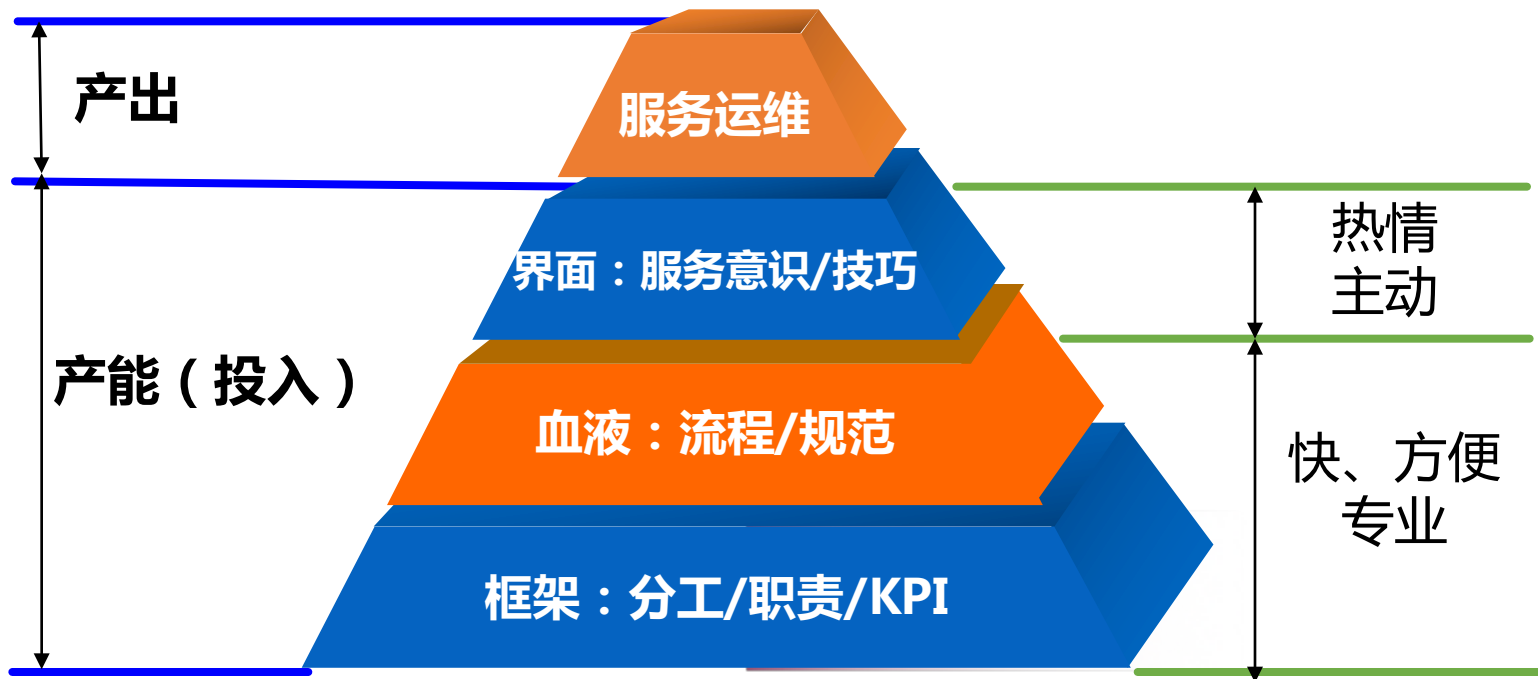 产出
服务运维
热情
主动
界面：服务意识/技巧
产能（投入）
血液：流程/规范
快、方便
专业
框架：分工/职责/KPI